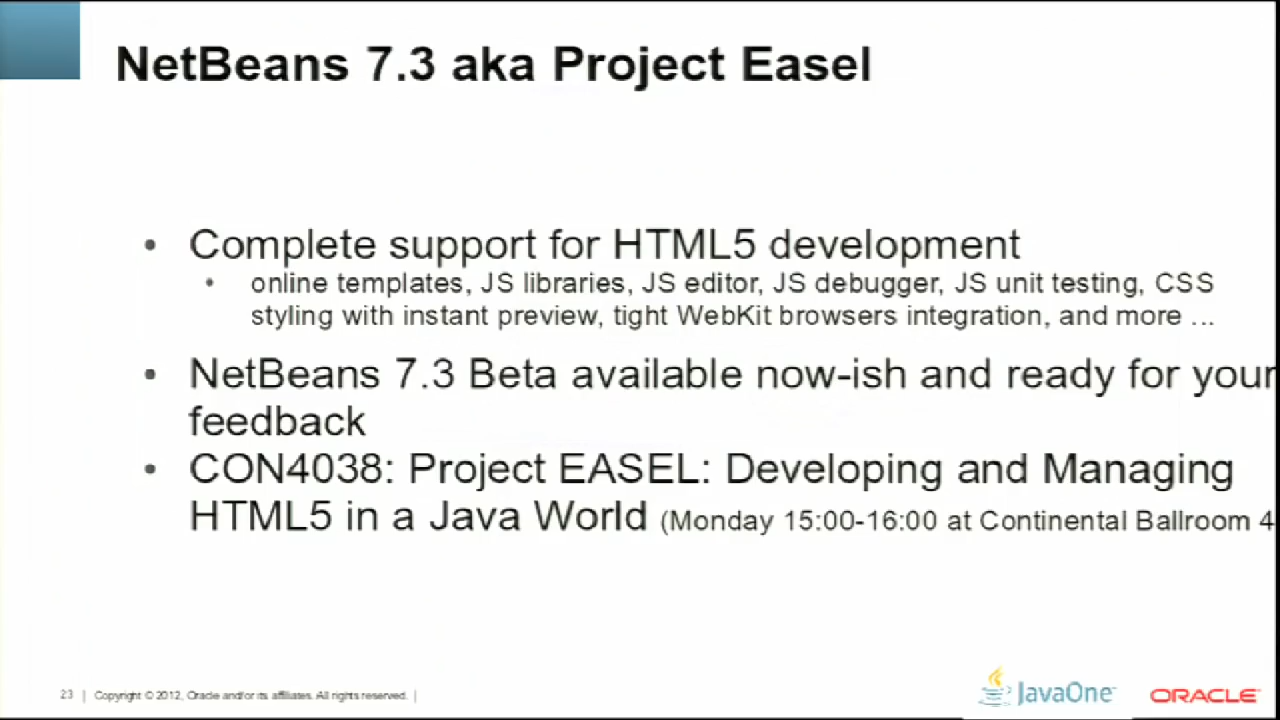 NetBeans 7.3 aka Project Easel
• Complete support for HTML5 development
• online templates, JS libraries, JS editor, JS debugger, JS unit testing, CSS
styling with instant preview, tight WebKit browsers integration, and more ...
• NetBeans 7.3 Beta available now-ish and ready for your
feedback
• CON4038: Project EASEL: Developing and Managing
HTML5 in a Java World (Monday 15:00-16:00 at Continental Ballroom 4
23 | Copyright © 2012, Oracle and/or its affiliates. All rights reserved. |
JavaOne™ ORACLE